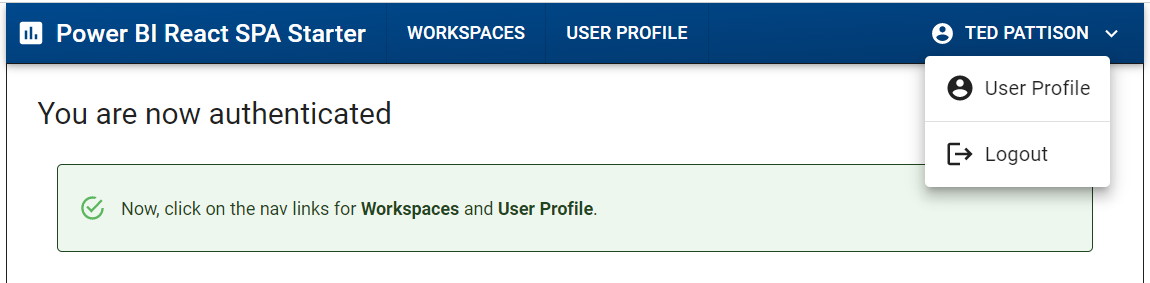 Power BI React SPA Starter WORKSPACES USER PROFILE TED PATTISON
User Profile
Logout
You are now authenticated
Now, click on the nav links for Workspaces and User Profile.